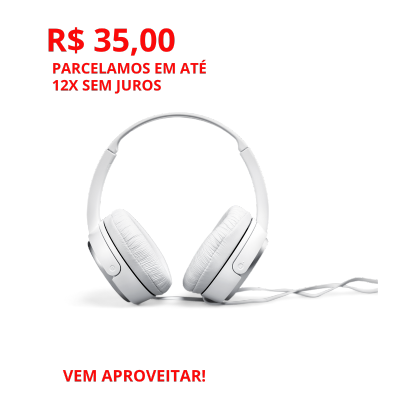 R$ 35,00
PARCELAMOS EM ATÉ
12X SEM JUROS
VEM APROVEITAR!